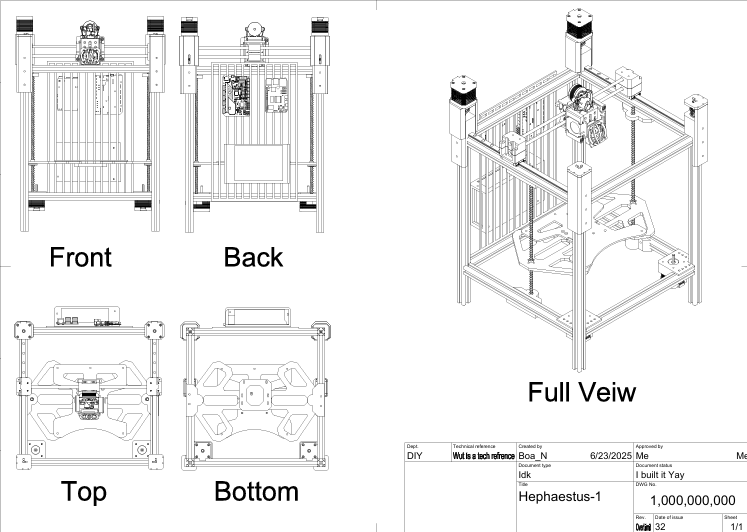 Front
Back
Top
Bottom
Full Veiw
Dept.
Technical reference
Created by
Approved by
DIY
Wut is a tech refrence
Boa_N
6/23/2025
Me
Me
Document type
Document status
Idk
I built it Yay
Title
DWG No.
Hephaestus-1
1,000,000,000
Rev.
Date of issue
Sheet
32
1/1